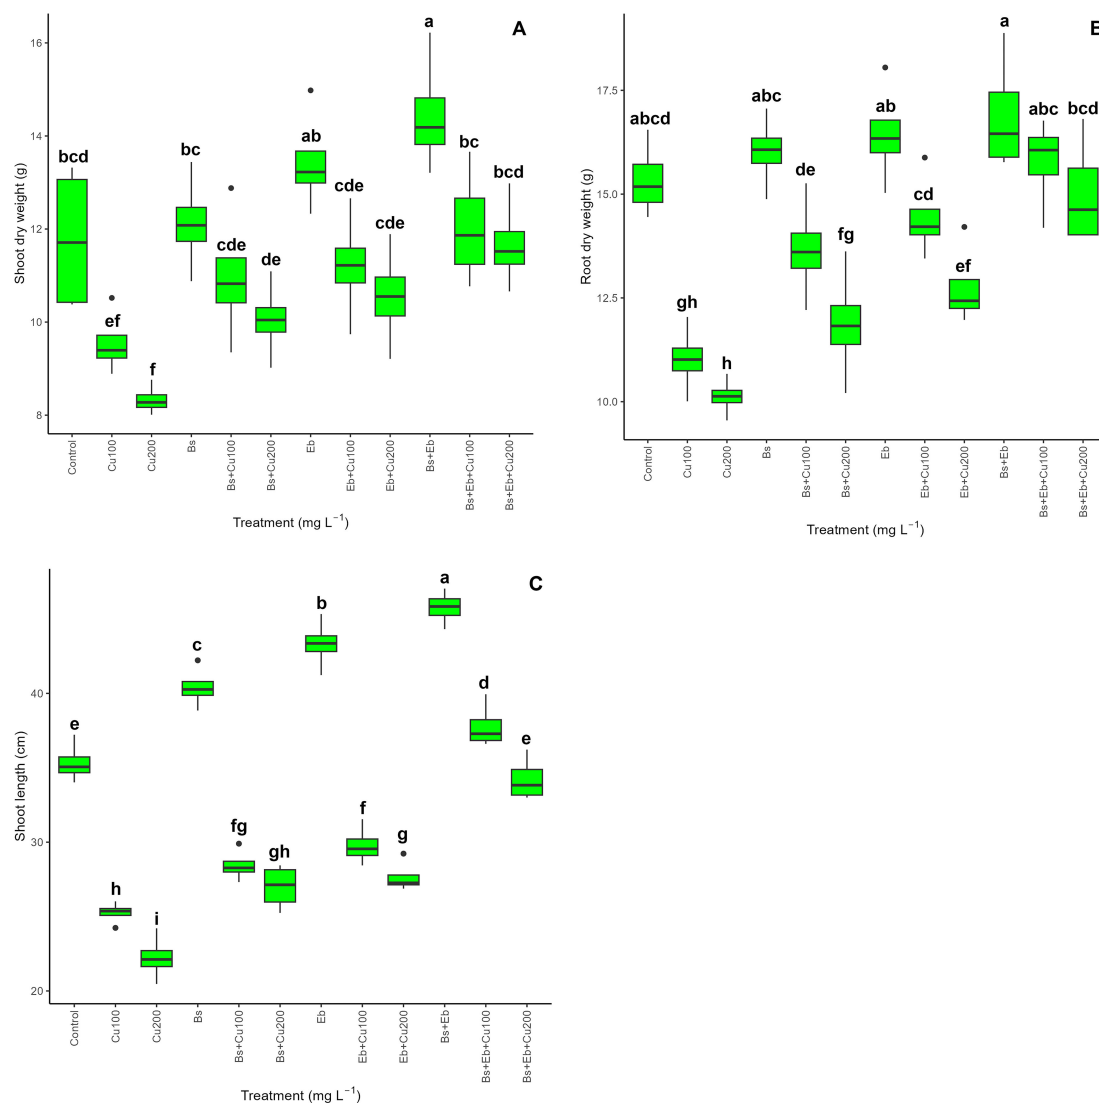 A
a
bcd
bc
ab
bc
bcd
cde
de
cde
cde
ef
f
16
14
12
10
8
Shoot dry weight (g)
Control
Cu100
Cu200
Bs
Bs+Cu100
Bs+Cu200
Eb
Eb+Cu100
Eb+Cu200
Bs+Eb
Bs+Eb+Cu100
Bs+Eb+Cu200
Treatment (mg L⁻¹)
a
abcd
abc
ab
abc
bcd
de
cd
fg
ef
gh
h
17.5
15.0
12.5
10.0
Root dry weight (g)
Control
Cu100
Cu200
Bs
Bs+Cu100
Bs+Cu200
Eb
Eb+Cu100
Eb+Cu200
Bs+Eb
Bs+Eb+Cu100
Bs+Eb+Cu200
Treatment (mg L⁻¹)
C
a
b
c
d
e
e
f
fg
g
gh
h
i
40
30
20
Shoot length (cm)
Control
Cu100
Cu200
Bs
Bs+Cu100
Bs+Cu200
Eb
Eb+Cu100
Eb+Cu200
Bs+Eb
Bs+Eb+Cu100
Bs+Eb+Cu200
Treatment (mg L⁻¹)